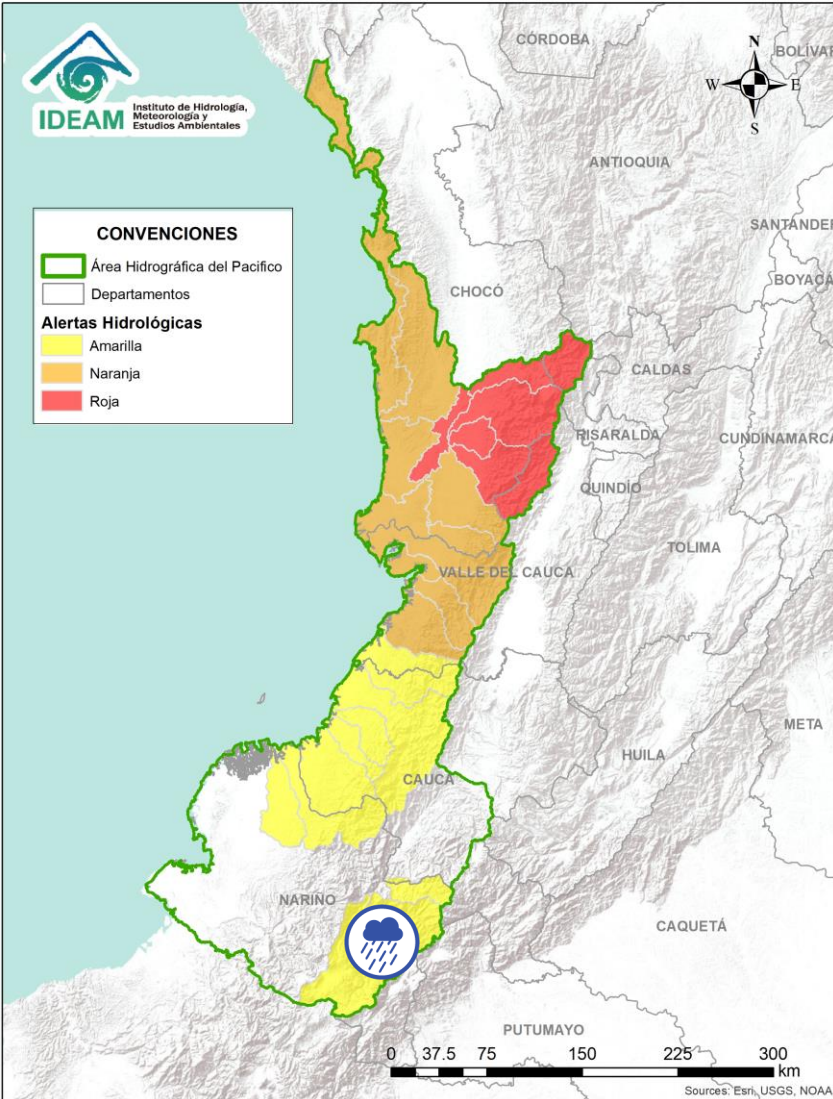 IDEAM
Instituto de Hidrología,
Meteorología y
Estudios Ambientales
CÓRDOBA
BOLÍVAR
N
W
E
S
ANTIOQUIA
SANTANDER
BOYACÁ
CONVENCIONES
Área Hidrográfica del Pacifico
Departamentos
Alertas Hidrológicas
Amarilla
Naranja
Roja
CHOCÓ
CALDAS
RISARALDA
CUNDINAMARCA
QUINDÍO
TOLIMA
VALLE DEL CAUCA
META
HUILA
CAUCA
NARIÑO
CAQUETÁ
PUTUMAYO
0 37.5 75 150 225 300
km
Sources: Esri, USGS, NOAA